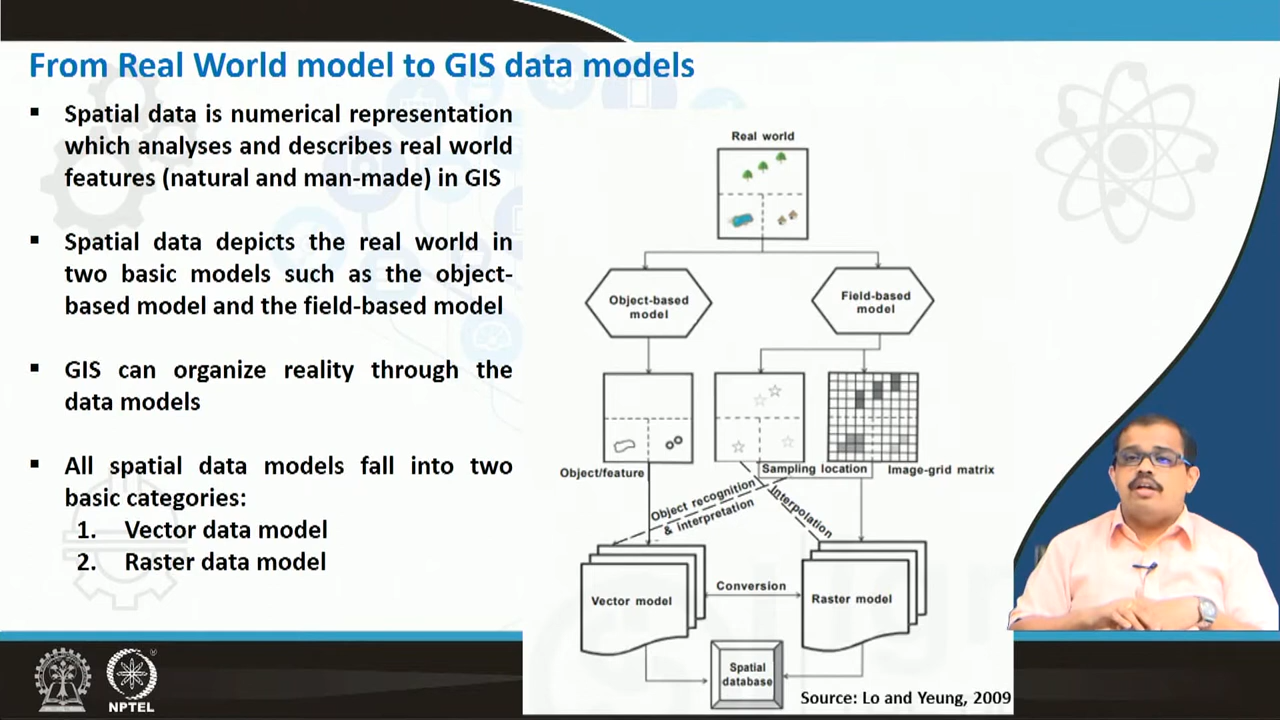 From Real World model to GIS data models
▪ Spatial data is numerical representation
which analyses and describes real world
features (natural and man-made) in GIS
▪ Spatial data depicts the real world in
two basic models such as the object-
based model and the field-based model
▪ GIS can organize reality through the
data models
▪ All spatial data models fall into two
basic categories:
1. Vector data model
2. Raster data model
Real world
Object-based
model
Field-based
model
Object/feature
Sampling location
Image-grid matrix
Object recognition
& interpretation
Interpolation
Vector model
Conversion
Raster model
Spatial
database
Source: Lo and Yeung, 2009
NPTEL